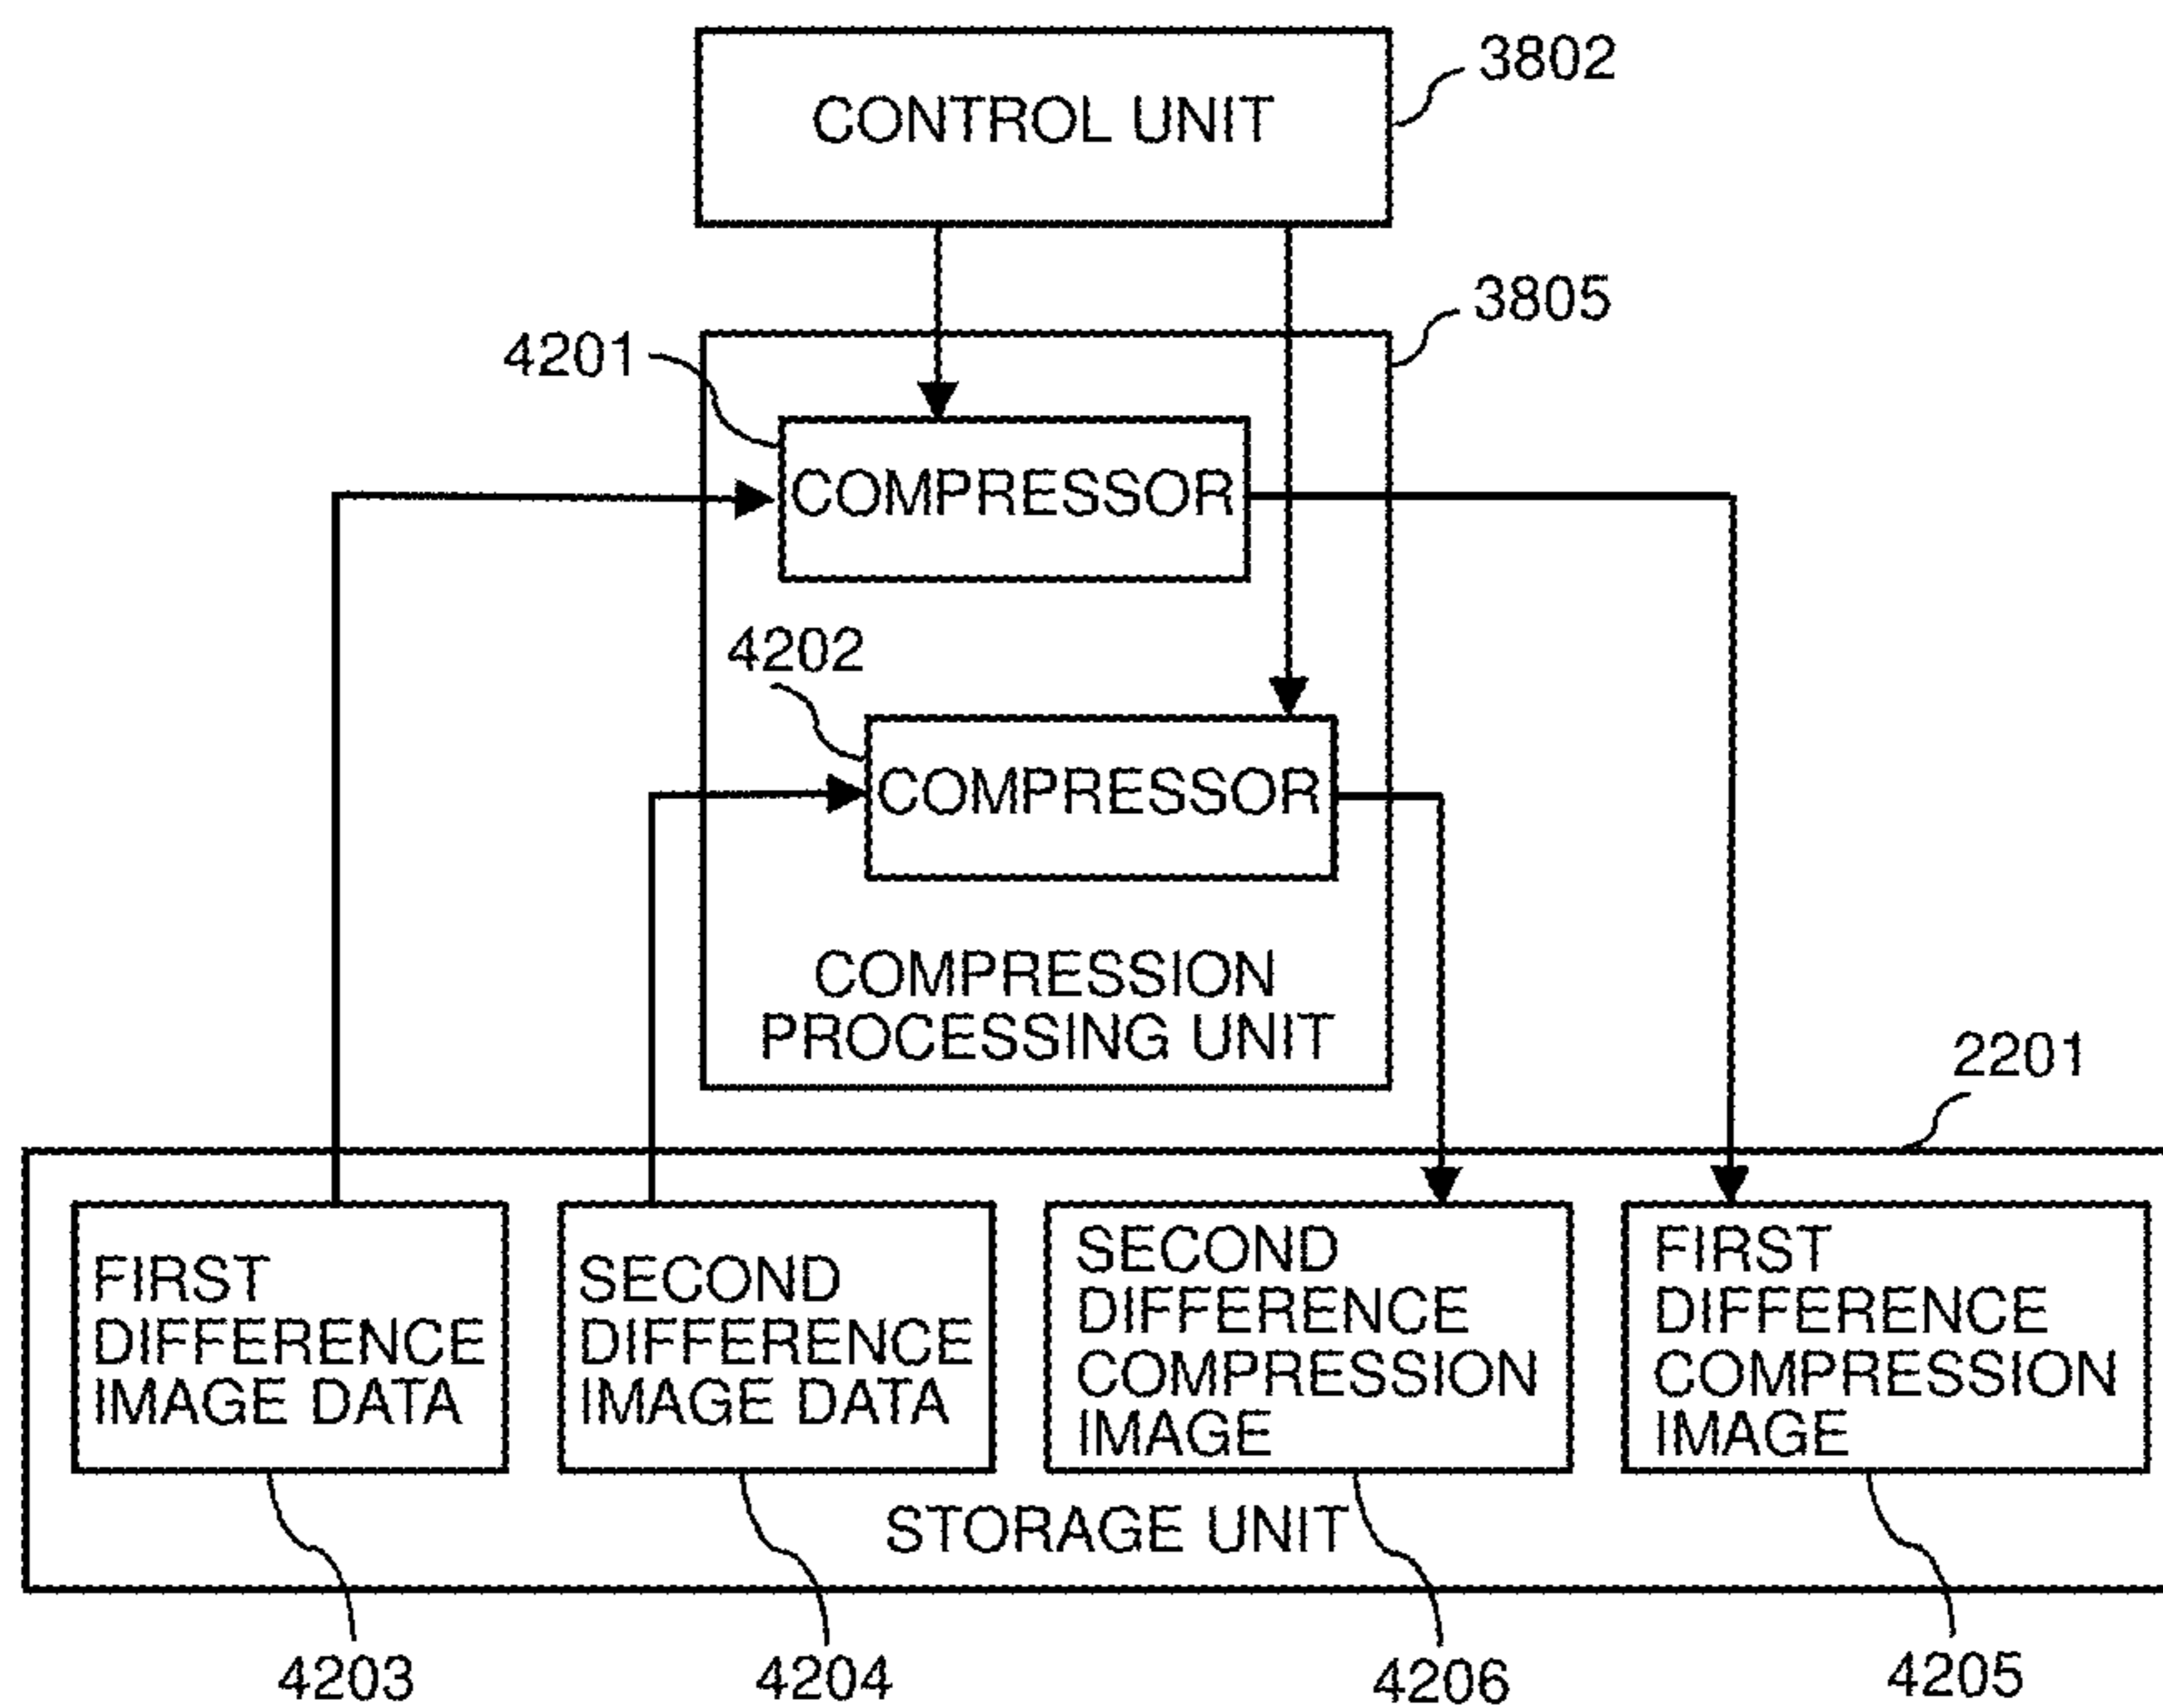 3802
CONTROL UNIT
3805
4201
COMPRESSOR
4202
COMPRESSOR
COMPRESSION
PROCESSING UNIT
2201
FIRST
DIFFERENCE
IMAGE DATA
SECOND
DIFFERENCE
IMAGE DATA
SECOND
DIFFERENCE
COMPRESSION
IMAGE
FIRST
DIFFERENCE
COMPRESSION
IMAGE
STORAGE UNIT
4203
4204
4206
4205